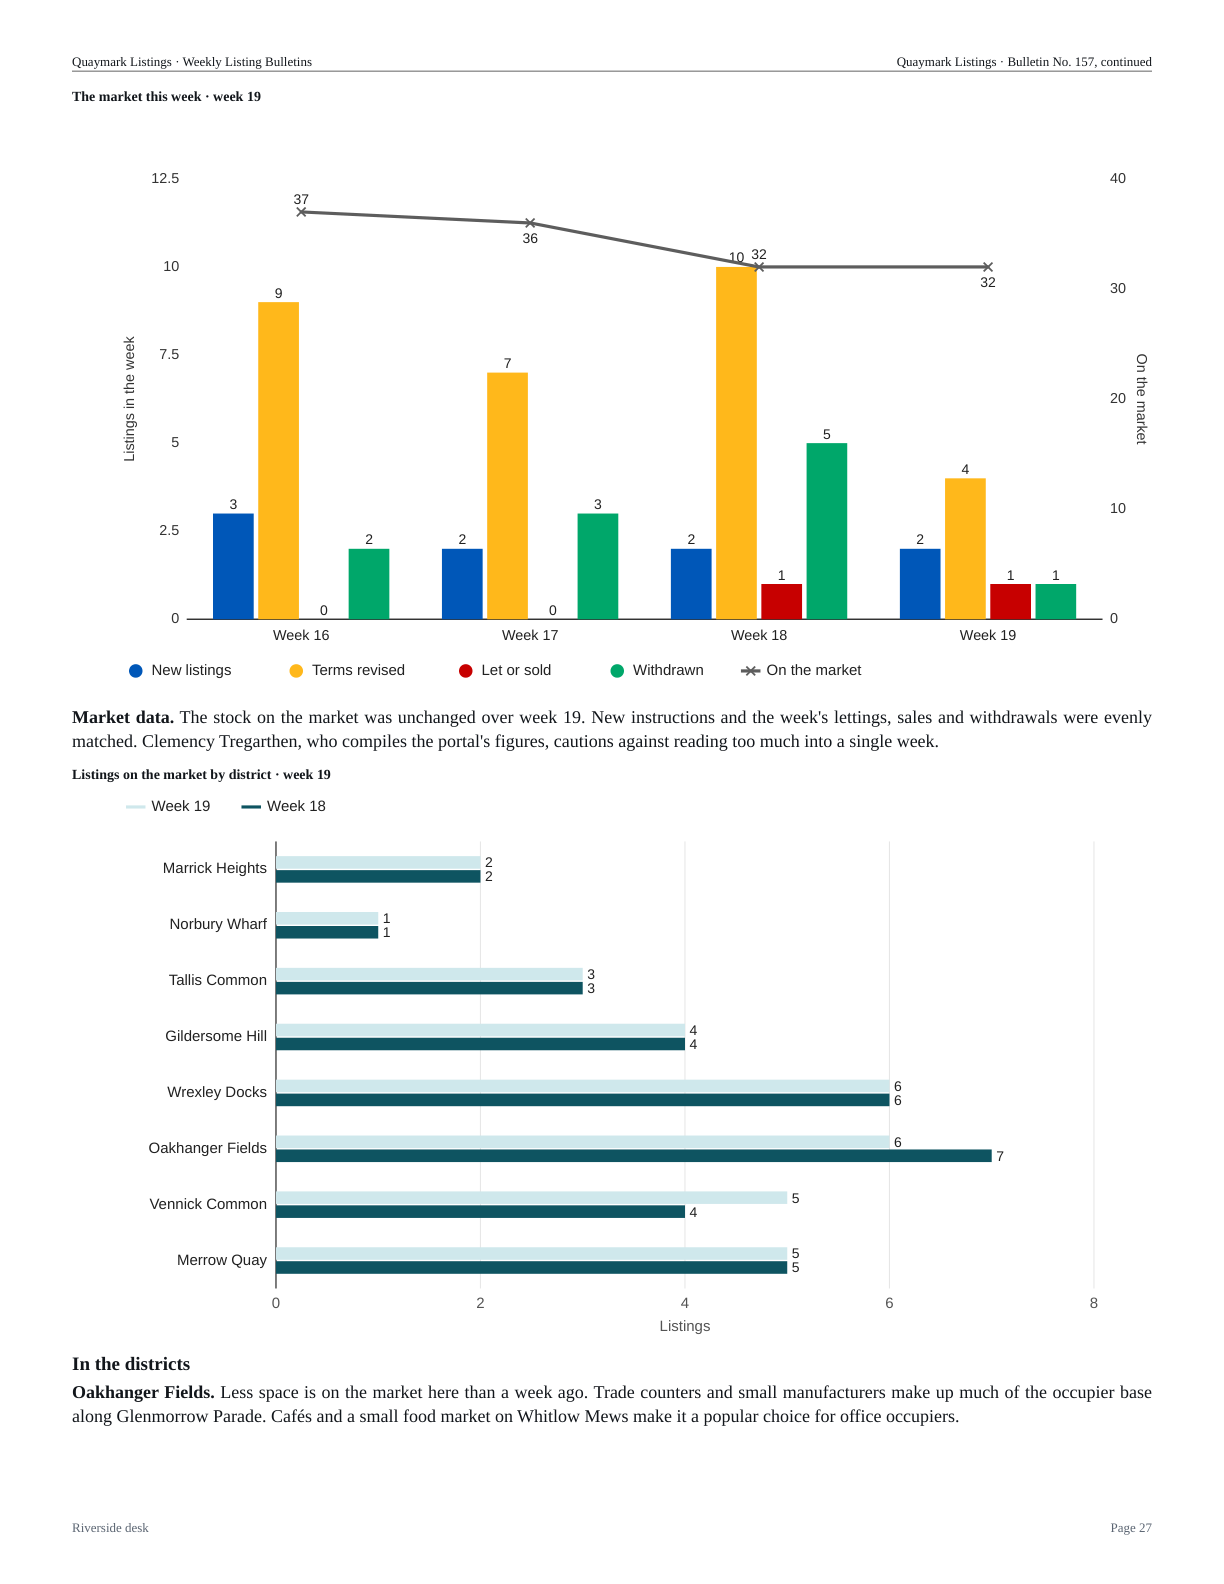 Quaymark Listings · Weekly Listing Bulletins
Quaymark Listings · Bulletin No. 157, continued
The market this week · week 19
12.5
10
7.5
5
2.5
0
Listings in the week
40
30
20
10
0
On the market
37
36
32
32
3
9
0
2
2
7
0
3
2
10
1
5
2
4
1
1
Week 16
Week 17
Week 18
Week 19
New listings
Terms revised
Let or sold
Withdrawn
On the market
Market data. The stock on the market was unchanged over week 19. New instructions and the week's lettings, sales and withdrawals were evenly
matched. Clemency Tregarthen, who compiles the portal's figures, cautions against reading too much into a single week.
Listings on the market by district · week 19
Week 19
Week 18
Marrick Heights
2
2
Norbury Wharf
1
1
Tallis Common
3
3
Gildersome Hill
4
4
Wrexley Docks
6
6
Oakhanger Fields
6
7
Vennick Common
5
4
Merrow Quay
5
5
0
2
4
6
8
Listings
In the districts
Oakhanger Fields. Less space is on the market here than a week ago. Trade counters and small manufacturers make up much of the occupier base
along Glenmorrow Parade. Cafés and a small food market on Whitlow Mews make it a popular choice for office occupiers.
Riverside desk
Page 27